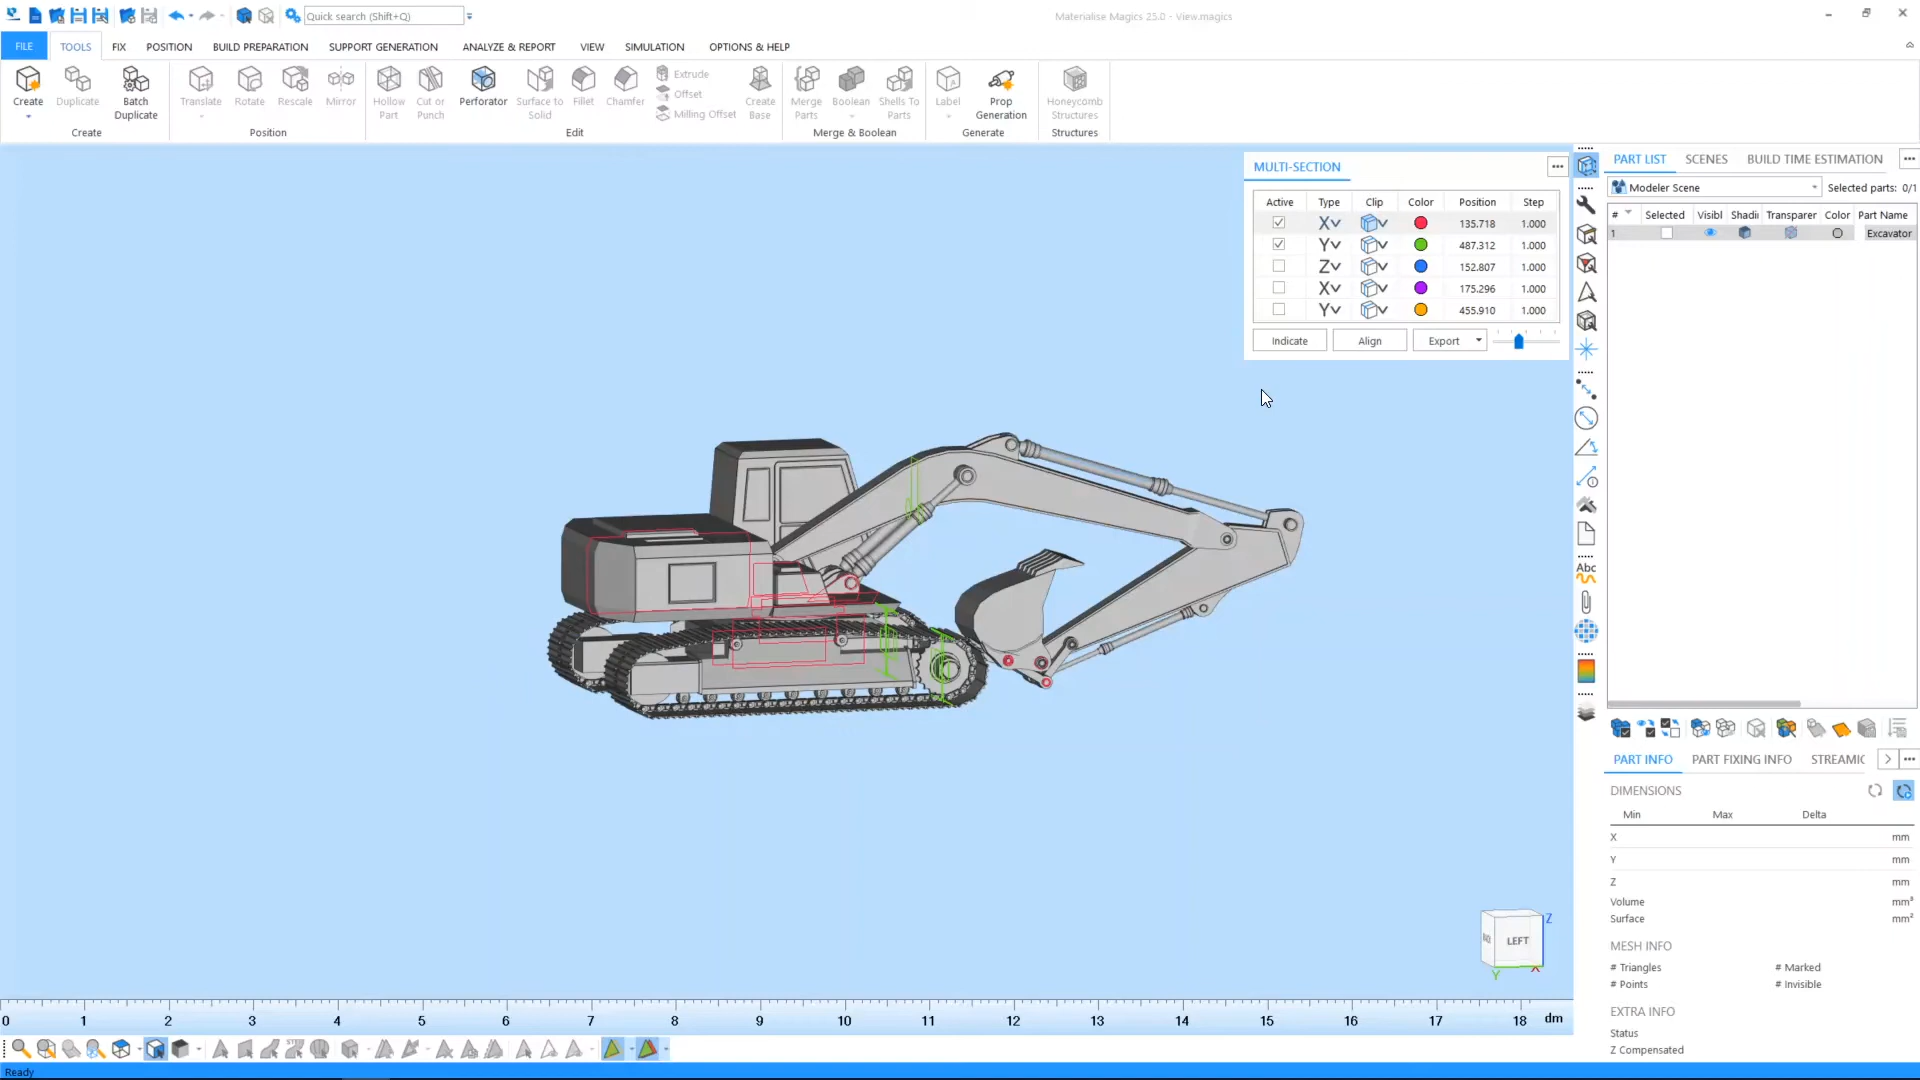 Quick search (Shift+Q)
Materialise Magics 25.0 - View.magics
FILE TOOLS FIX POSITION BUILD PREPARATION SUPPORT GENERATION ANALYZE & REPORT VIEW SIMULATION OPTIONS & HELP
Create Duplicate Batch Duplicate
Translate Rotate Rescale Mirror
Hollow Part Cut or Punch Perforator Surface to Solid Fillet Chamfer
Extrude
Offset
Milling Offset
Create Base
Merge Parts Boolean Shells To Parts
Label Prop Generation
Honeycomb Structures
Create Position Edit Merge & Boolean Generate Structures
MULTI-SECTION
Active Type Clip Color Position Step
X 135.718 1.000
Y 487.312 1.000
Z 152.807 1.000
X 175.296 1.000
Y 455.910 1.000
Indicate Align Export
PART LIST SCENES BUILD TIME ESTIMATION
Modeler Scene Selected parts: 0/1
# Selected Visibl Shadi Transparer Color Part Name
1 Excavator
Abc
PART INFO PART FIXING INFO STREAMIC
DIMENSIONS
Min Max Delta
X mm
Y mm
Z mm
Volume mm³
Surface mm²
MESH INFO
# Triangles # Marked
# Points # Invisible
EXTRA INFO
Status
Z Compensated
LEFT
Z
Y X
0 1 2 3 4 5 6 7 8 9 10 11 12 13 14 15 16 17 18 dm
Ready